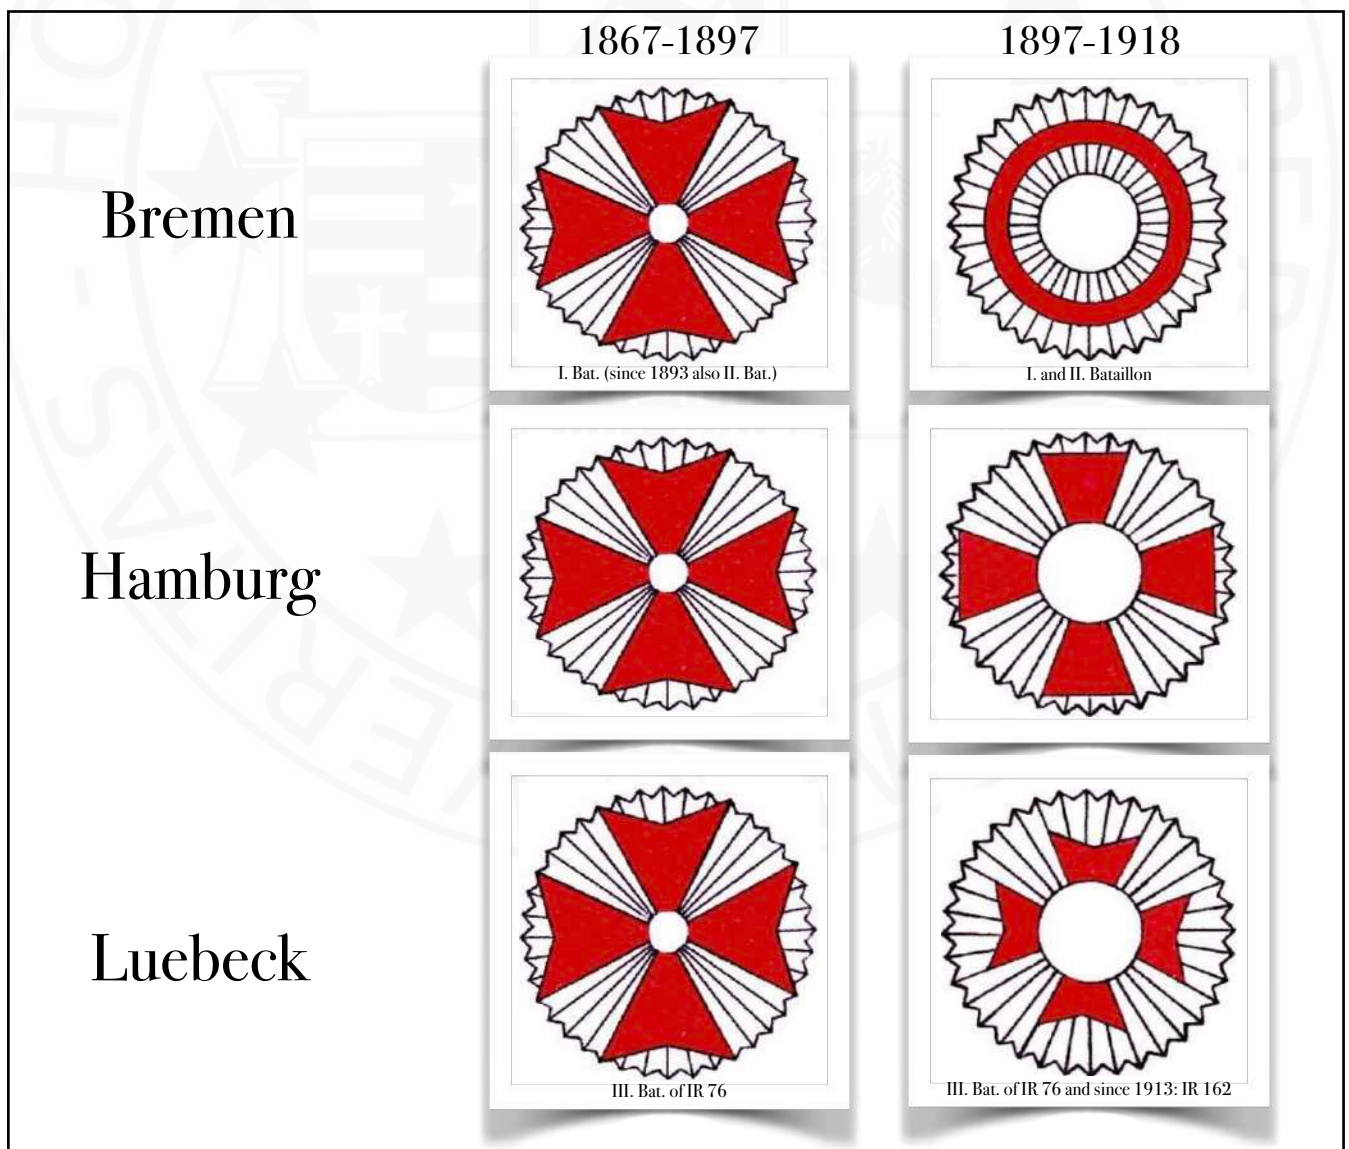 1867-1897
1897-1918
Bremen
I. Bat. (since 1893 also II. Bat.)
I. and II. Bataillon
Hamburg
Luebeck
III. Bat. of IR 76
III. Bat. of IR 76 and since 1913: IR 162